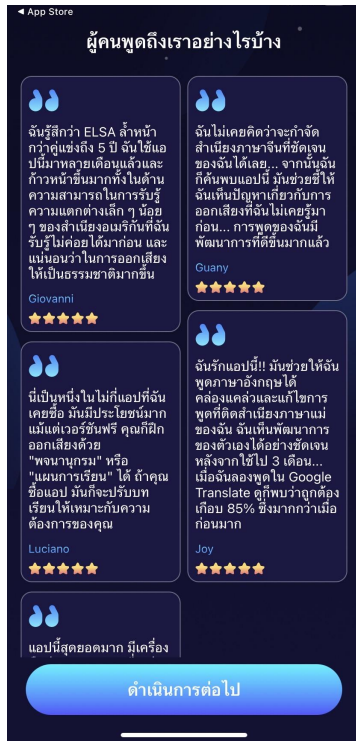 ◀ App Store
ผู้คนพูดถึงเราอย่างไรบ้าง
ฉันรู้สึกว่า ELSA ล้ำหน้า
กว่าคู่แข่งถึง 5 ปี ฉันใช้แอ
ปนี้มาหลายเดือนแล้วและ
ก้าวหน้าขึ้นมากทั้งในด้าน
ความสามารถในการรับรู้
ความแตกต่างเล็ก ๆ น้อย
ๆ ของสำเนียงอเมริกันที่ฉัน
รับรู้ไม่ค่อยได้มาก่อน และ
แน่นอนว่าในการออกเสียง
ให้เป็นธรรมชาติมากขึ้น
Giovanni
ฉันไม่เคยคิดว่าจะกำจัด
สำเนียงภาษาจีนที่ชัดเจน
ของฉันได้เลย... จากนั้นฉัน
ก็ค้นพบแอปนี้ มันช่วยชี้ให้
ฉันเห็นปัญหาเกี่ยวกับการ
ออกเสียงที่ฉันไม่เคยรู้มา
ก่อน... การพูดของฉันมี
พัฒนาการที่ดีขึ้นมากแล้ว
Guany
นี่เป็นหนึ่งในไม่กี่แอปที่ฉัน
เคยซื้อ มันมีประโยชน์มาก
แม้แต่เวอร์ชันฟรี คุณก็ฝึก
ออกเสียงด้วย
"พจนานุกรม" หรือ
"แผนการเรียน" ได้ ถ้าคุณ
ซื้อแอป มันก็จะปรับบท
เรียนให้เหมาะกับความ
ต้องการของคุณ
Luciano
ฉันรักแอปนี้!! มันช่วยให้ฉัน
พูดภาษาอังกฤษได้
คล่องแคล่วและแก้ไขการ
พูดที่ติดสำเนียงภาษาแม่
ของฉัน ฉันเห็นพัฒนาการ
ของตัวเองได้อย่างชัดเจน
หลังจากใช้ไป 3 เดือน...
เมื่อฉันลองพูดใน Google
Translate ดูก็พบว่าถูกต้อง
เกือบ 85% ซึ่งมากกว่าเมื่อ
ก่อนมาก
Joy
แอปนี้สุดยอดมาก มีเครื่อง
ดำเนินการต่อไป